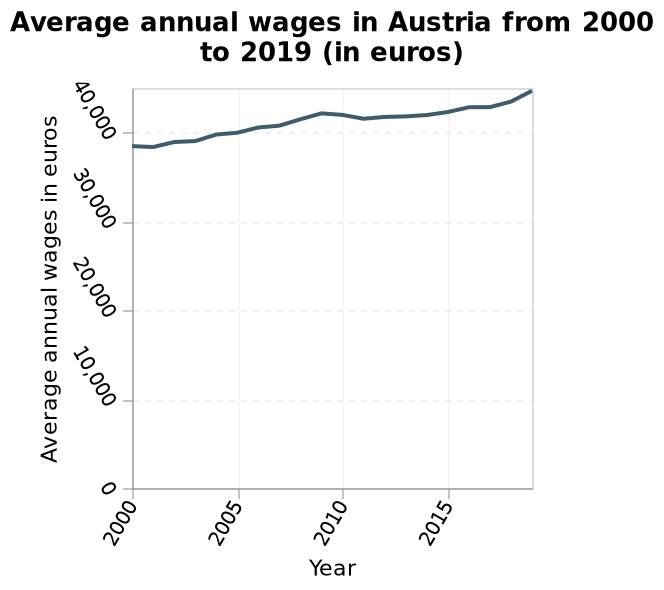 Average annual wages in Austria from 2000
to 2019 (in euros)
Average annual wages in euros
40,000
30,000
20,000
10,000
0
2000
2005
2010
2015
Year